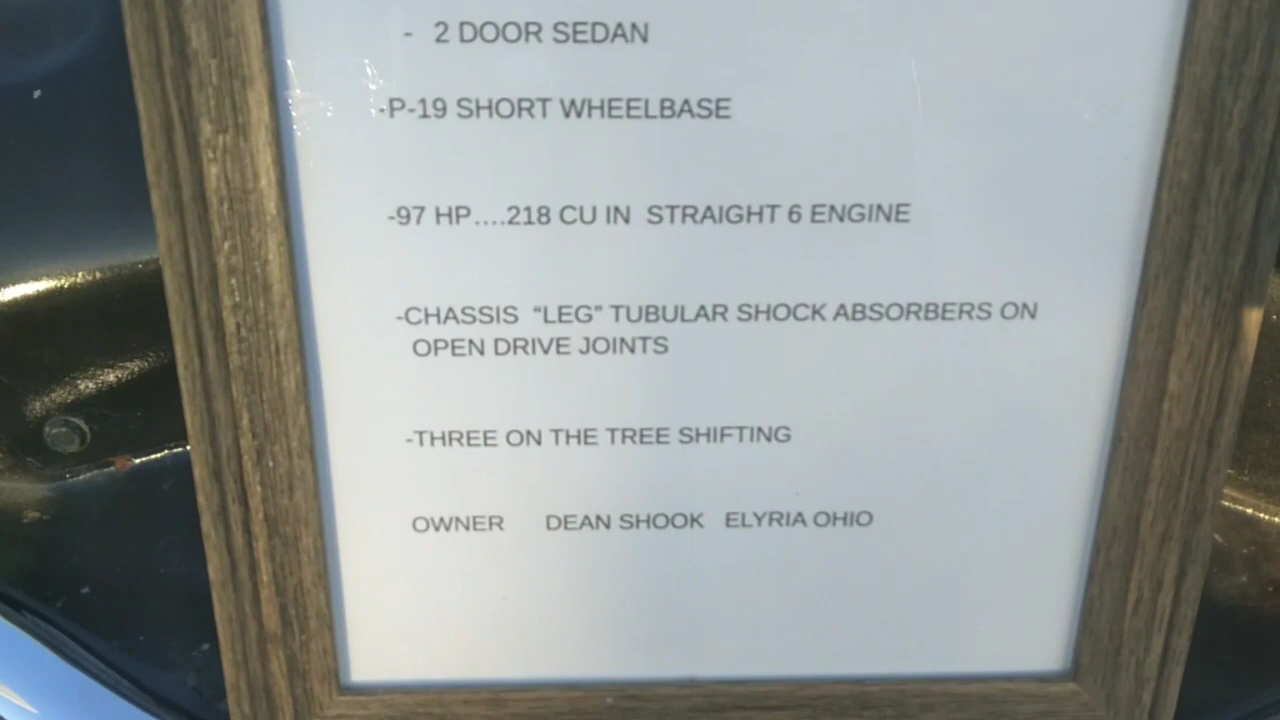 - 2 DOOR SEDAN
-P-19 SHORT WHEELBASE
-97 HP....218 CU IN STRAIGHT 6 ENGINE
-CHASSIS “LEG” TUBULAR SHOCK ABSORBERS ON
OPEN DRIVE JOINTS
-THREE ON THE TREE SHIFTING
OWNER DEAN SHOOK ELYRIA OHIO